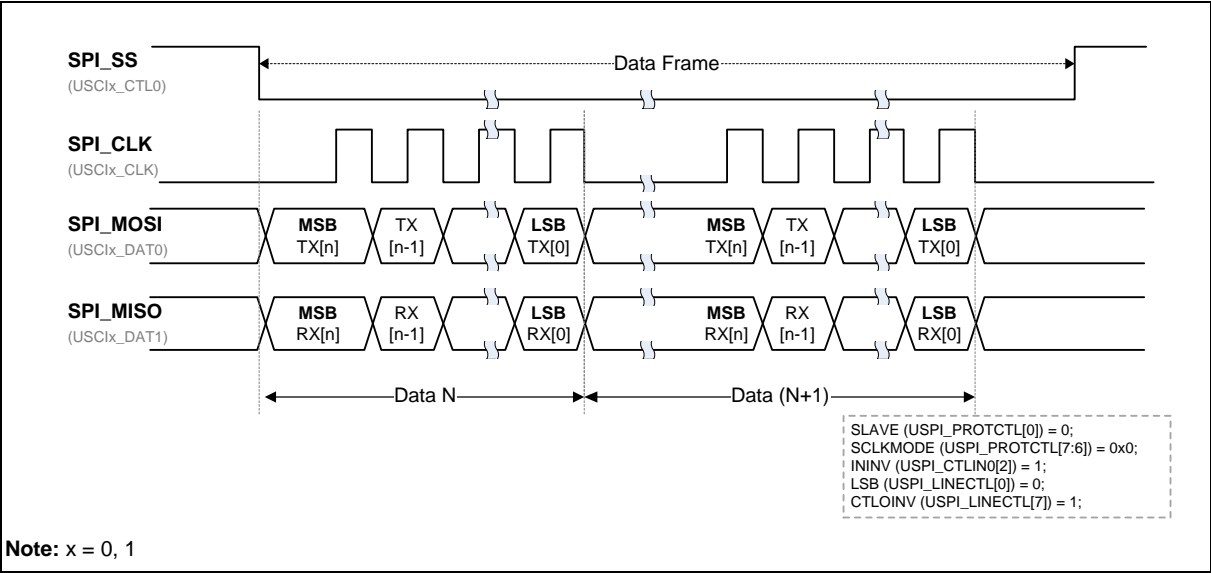 SPI_SS
(USCIx_CTL0)
Data Frame
SPI_CLK
(USCIx_CLK)
SPI_MOSI
(USCIx_DAT0)
MSB
TX[n]
TX
[n-1]
LSB
TX[0]
MSB
TX[n]
TX
[n-1]
LSB
TX[0]
SPI_MISO
(USCIx_DAT1)
MSB
RX[n]
RX
[n-1]
LSB
RX[0]
MSB
RX[n]
RX
[n-1]
LSB
RX[0]
Data N
Data (N+1)
SLAVE (USPI_PROTCTL[0]) = 0;
SCLKMODE (USPI_PROTCTL[7:6]) = 0x0;
ININV (USPI_CTLIN0[2]) = 1;
LSB (USPI_LINECTL[0]) = 0;
CTLOINV (USPI_LINECTL[7]) = 1;
Note: x = 0, 1